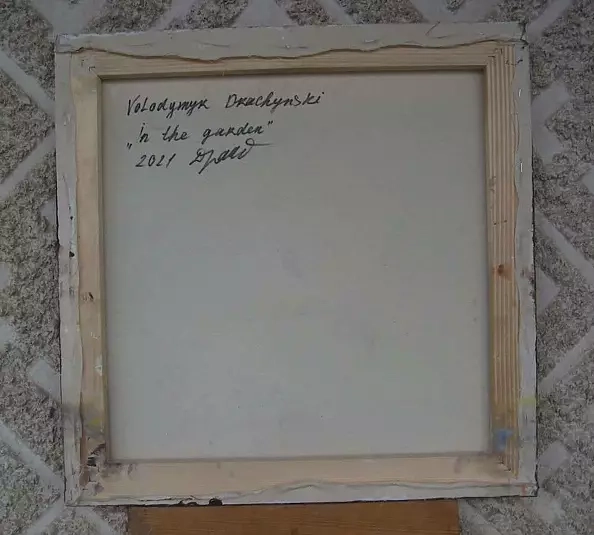 Volodymyr Drachynski
„In the garden"
2021